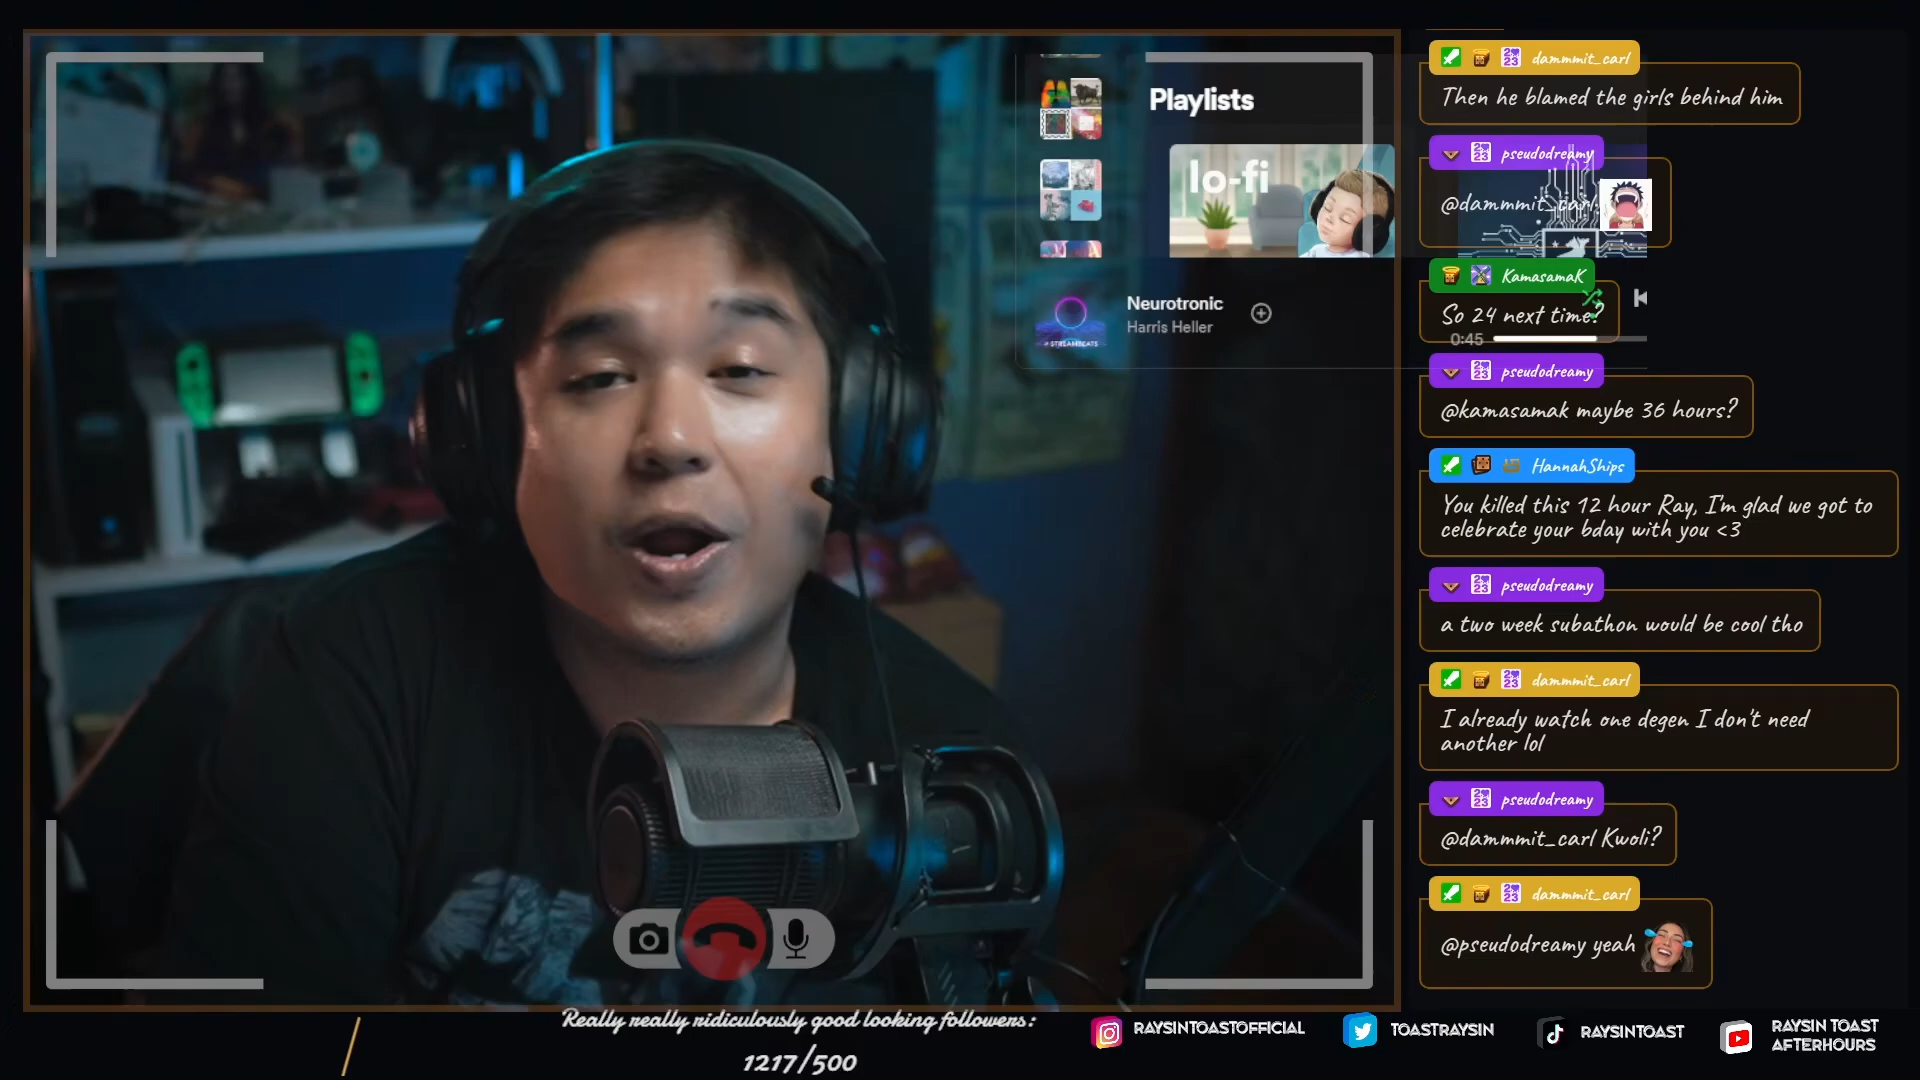 Playlists
lo-fi
Neurotronic
Harris Heller
STREAMBEATS
0:45
dammmit_carl
Then he blamed the girls behind him
pseudodreamy
@dammmit_carl
KamasamaK
So 24 next time?
pseudodreamy
@kamasamak maybe 36 hours?
HannahShips
You killed this 12 hour Ray, I'm glad we got to
celebrate your bday with you <3
pseudodreamy
a two week subathon would be cool tho
dammmit_carl
I already watch one degen I don't need
another lol
pseudodreamy
@dammmit_carl Kwoli?
dammmit_carl
@pseudodreamy yeah
Really really ridiculously good looking followers:
1217/500
RAYSINTOASTOFFICIAL
TOASTRAYSIN
RAYSINTOAST
RAYSIN TOAST
AFTERHOURS